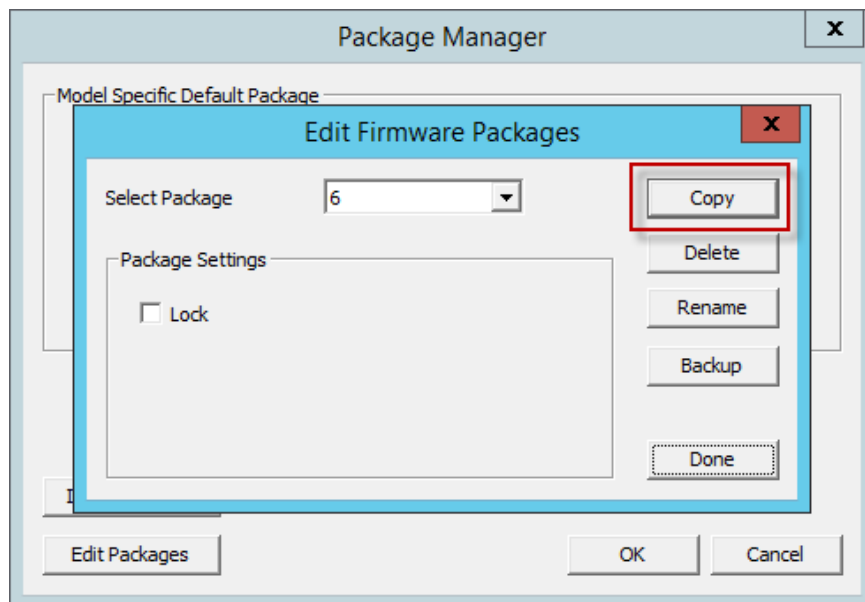 Package Manager
x
Model Specific Default Package
Edit Firmware Packages
x
Select Package
6
Copy
Package Settings
Delete
Lock
Rename
Backup
Done
Edit Packages
OK
Cancel